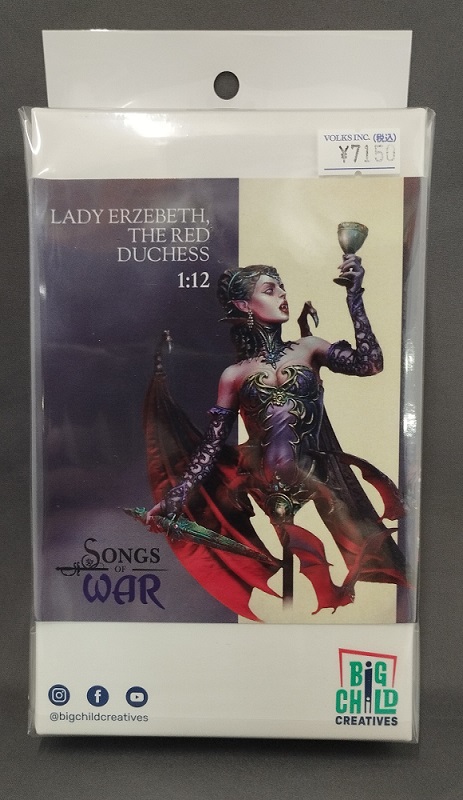 VOLKS INC. (税込)
¥7150
LADY ERZEBETH,
THE RED
DUCHESS
1:12
SONGS
OF
WAR
BiG
CHiLD
CREATIVES
@bigchildcreatives